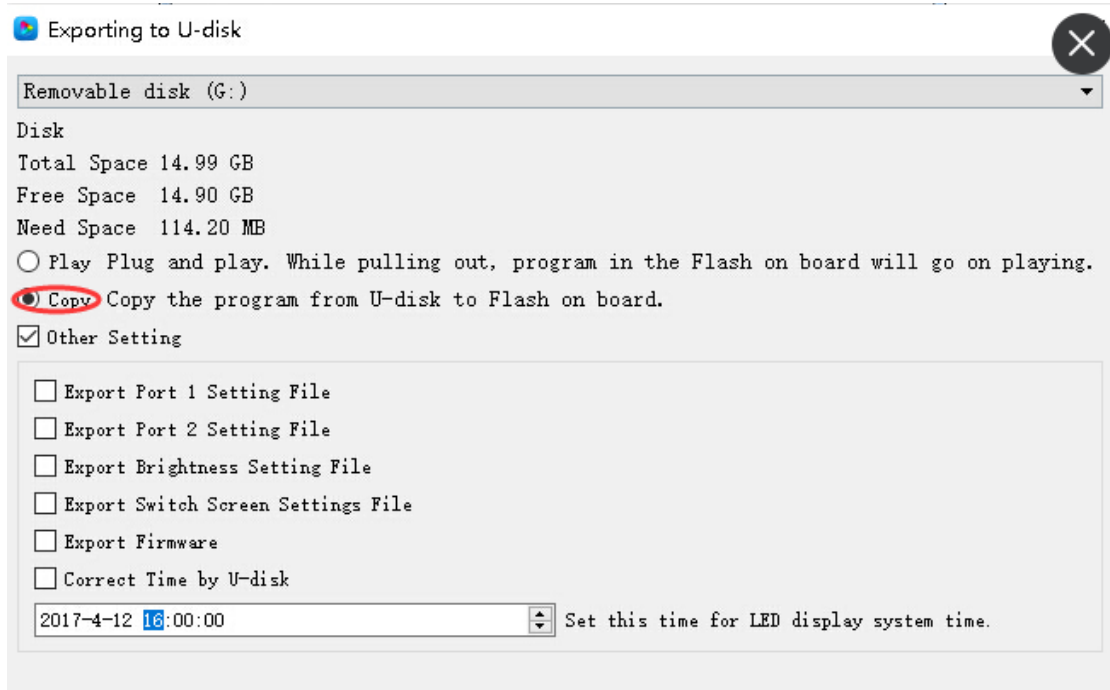 Exporting to U-disk
Removable disk (G:)
Disk
Total Space 14.99 GB
Free Space 14.90 GB
Need Space 114.20 MB
Play Plug and play. While pulling out, program in the Flash on board will go on playing.
Copy Copy the program from U-disk to Flash on board.
Other Setting
Export Port 1 Setting File
Export Port 2 Setting File
Export Brightness Setting File
Export Switch Screen Settings File
Export Firmware
Correct Time by U-disk
2017-4-12 16:00:00 Set this time for LED display system time.